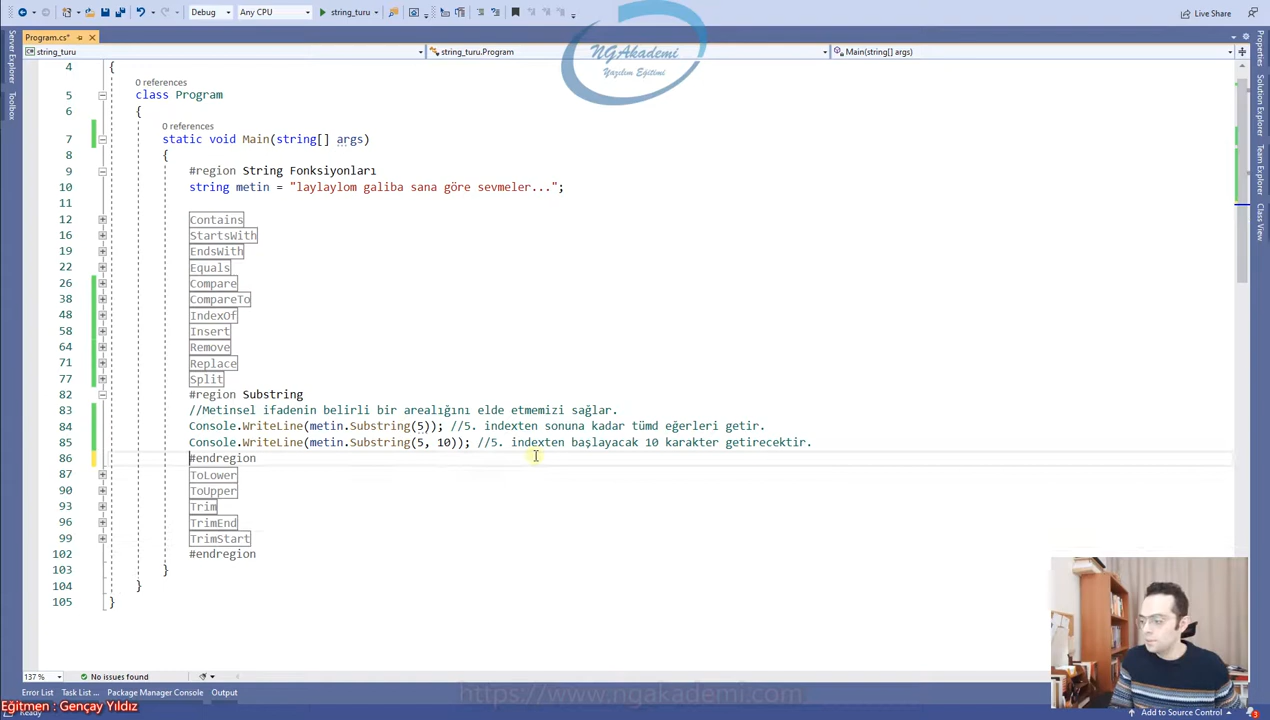 Debug
Any CPU
string_turu
Live Share
Program.cs*
string_turu
string_turu.Program
Main(string[] args)
NGAkademi
Yazılım Eğitimi
Server Explorer
Toolbox
Properties
Solution Explorer
Team Explorer
Class View
4 {
0 references
5 class Program
6 {
0 references
7 static void Main(string[] args)
8 {
9 #region String Fonksiyonları
10 string metin = "laylaylom galiba sana göre sevmeler...";
11
12 Contains
16 StartsWith
19 EndsWith
22 Equals
26 Compare
38 CompareTo
48 IndexOf
58 Insert
64 Remove
71 Replace
77 Split
82 #region Substring
83 //Metinsel ifadenin belirli bir arealığını elde etmemizi sağlar.
84 Console.WriteLine(metin.Substring(5)); //5. indexten sonuna kadar tümd eğerleri getir.
85 Console.WriteLine(metin.Substring(5, 10)); //5. indexten başlayacak 10 karakter getirecektir.
86 #endregion
87 ToLower
90 ToUpper
93 Trim
96 TrimEnd
99 TrimStart
102 #endregion
103 }
104 }
105 }
137 %
No issues found
Error List
Task List ...
Package Manager Console
Output
https://www.ngakademi.com
Eğitmen : Gençay Yıldız
Ready
Add to Source Control